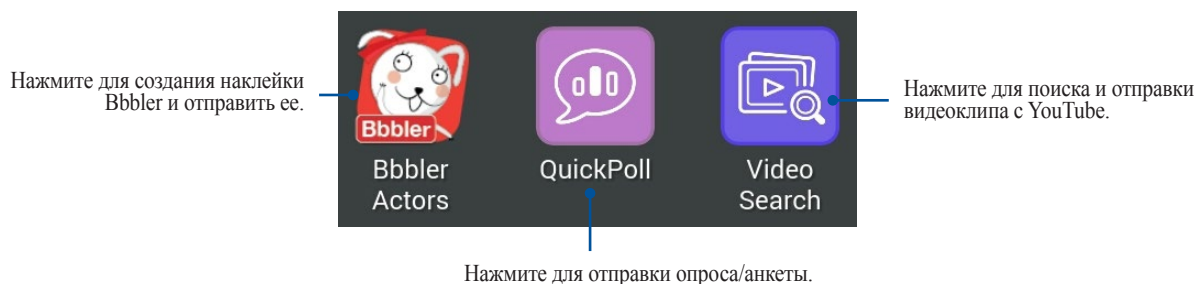 Нажмите для создания наклейки
Bbbler и отправить ее.
Bbbler
Bbbler
Actors
QuickPoll
Video
Search
Нажмите для поиска и отправки
видеоклипа с YouTube.
Нажмите для отправки опроса/анкеты.